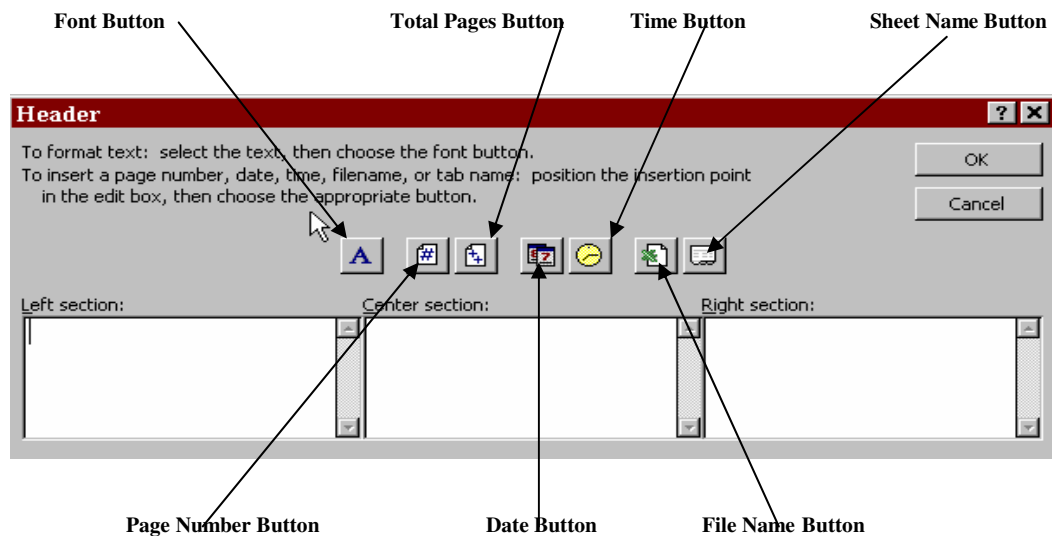 Font Button Total Pages Button Time Button Sheet Name Button
Header
To format text: select the text, then choose the font button.
To insert a page number, date, time, filename, or tab name: position the insertion point
in the edit box, then choose the appropriate button.
OK
Cancel
A # ++ 7
Left section: Center section: Right section:
Page Number Button Date Button File Name Button